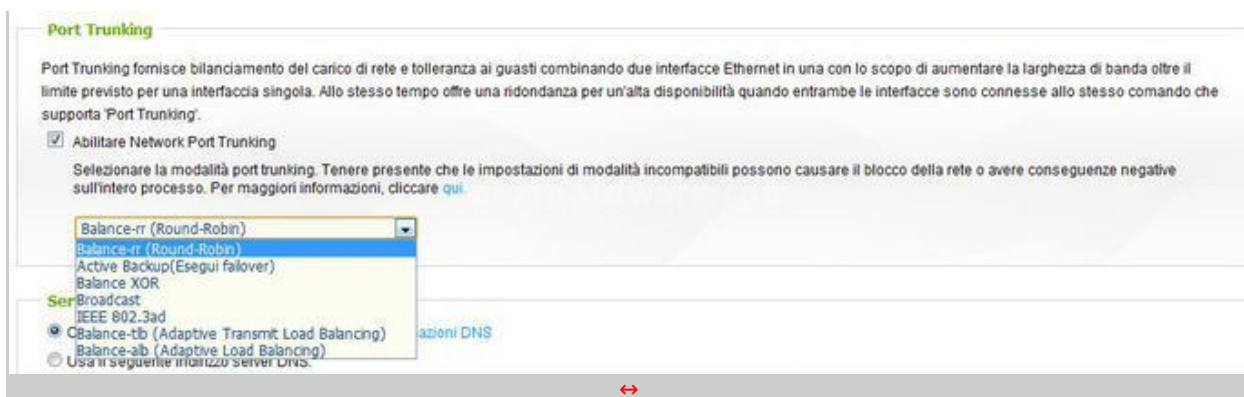 Port Trunking
Port Trunking fornisce bilanciamento del carico di rete e tolleranza ai guasti combinando due interfacce Ethernet in una con lo scopo di aumentare la larghezza di banda oltre il
limite previsto per una interfaccia singola. Allo stesso tempo offre una ridondanza per un'alta disponibilità quando entrambe le interfacce sono connesse allo stesso comando che
supporta 'Port Trunking'.
Abilitare Network Port Trunking
Selezionare la modalità port trunking. Tenere presente che le impostazioni di modalità incompatibili possono causare il blocco della rete o avere conseguenze negative
sull'intero processo. Per maggiori informazioni, cliccare qui.
Balance-rr (Round-Robin)
Balance-rr (Round-Robin)
Active Backup(Esegui failover)
Balance XOR
Broadcast
IEEE 802.3ad
Balance-tlb (Adaptive Transmit Load Balancing)
azioni DNS
Balance-alb (Adaptive Load Balancing)
Usa il seguente indirizzo server DNS: